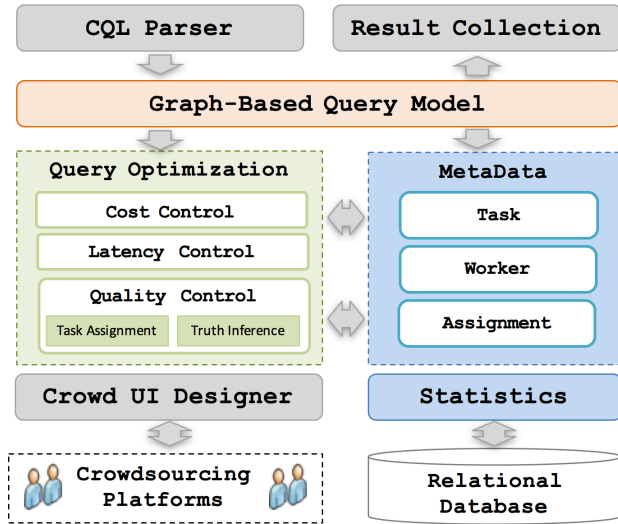 CQL Parser
Result Collection
Graph-Based Query Model
Query Optimization
Cost Control
Latency Control
Quality Control
Task Assignment
Truth Inference
MetaData
Task
Worker
Assignment
Crowd UI Designer
Statistics
Crowdsourcing
Platforms
Relational
Database